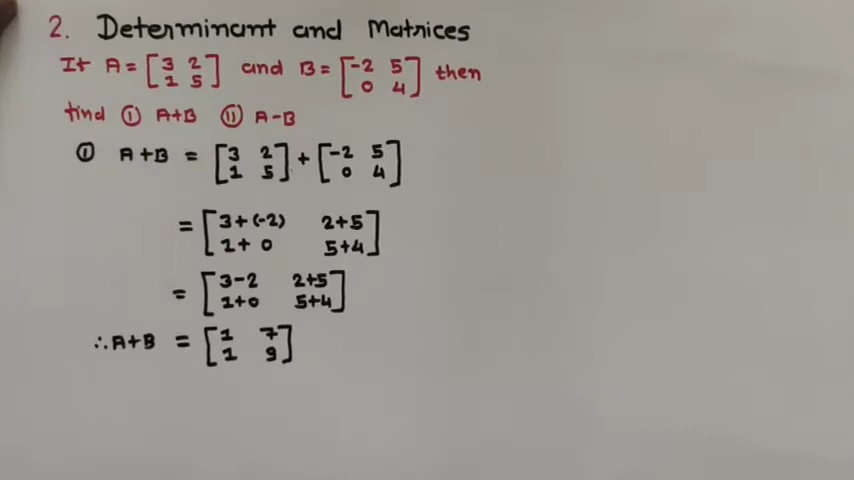 2. Determinant and Matrices
If A = [3 2 and B = [-2 5 then
1 5] 0 4]
find (i) A+B (ii) A-B
(i) A+B = [3 2 + [-2 5
1 5] 0 4]
= [3+(-2) 2+5
1+0 5+4]
= [3-2 2+5
1+0 5+4]
∴ A+B = [1 7
1 9]